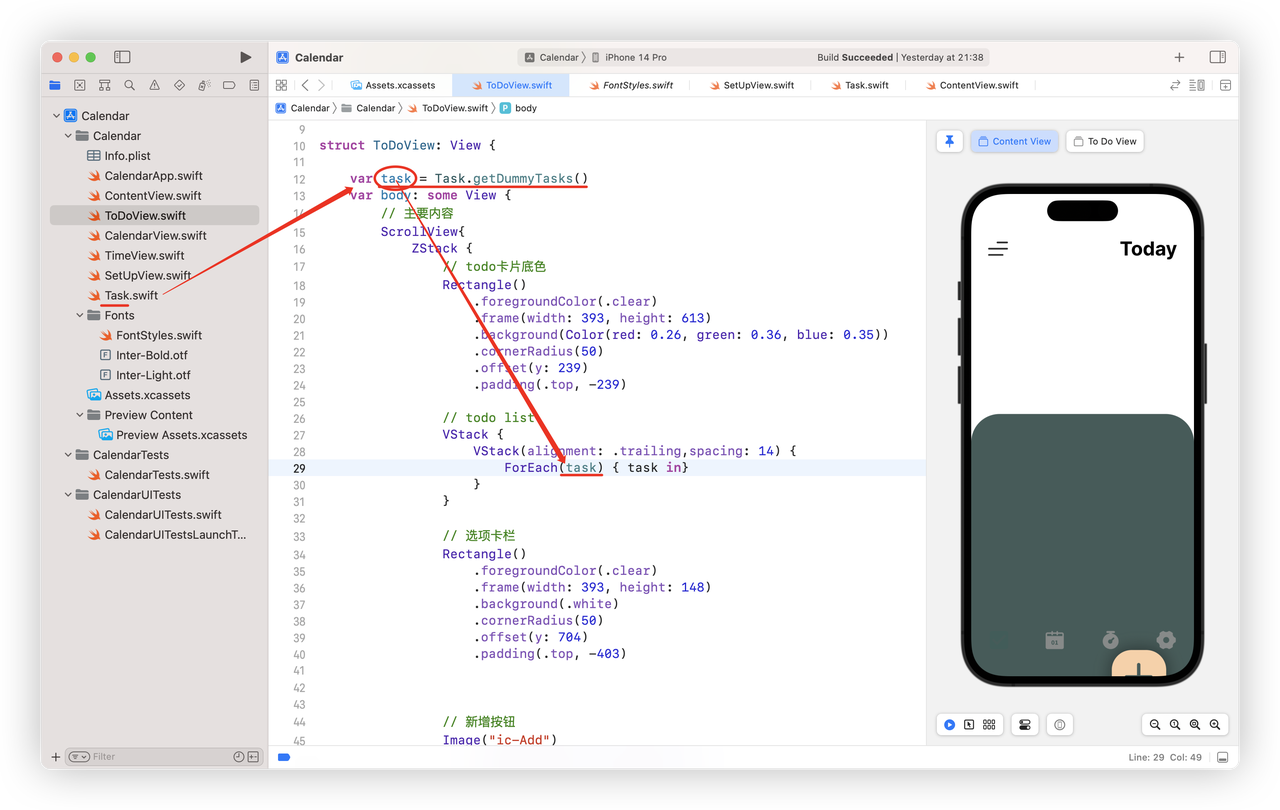 Calendar
Calendar 〉 iPhone 14 Pro
Build Succeeded | Yesterday at 21:38
Assets.xcassets
ToDoView.swift
FontStyles.swift
SetUpView.swift
Task.swift
ContentView.swift
Calendar 〉 Calendar 〉 ToDoView.swift 〉 P body
Calendar
Calendar
Info.plist
CalendarApp.swift
ContentView.swift
ToDoView.swift
CalendarView.swift
TimeView.swift
SetUpView.swift
Task.swift
Fonts
FontStyles.swift
F Inter-Bold.otf
F Inter-Light.otf
Assets.xcassets
Preview Content
Preview Assets.xcassets
CalendarTests
CalendarTests.swift
CalendarUITests
CalendarUITests.swift
CalendarUITestsLaunchT...
Filter
9
10 struct ToDoView: View {
11
12 var task = Task.getDummyTasks()
13 var body: some View {
14 // 主要内容
15 ScrollView{
16 ZStack {
17 // todo卡片底色
18 Rectangle()
19 .foregroundColor(.clear)
20 .frame(width: 393, height: 613)
21 .background(Color(red: 0.26, green: 0.36, blue: 0.35))
22 .cornerRadius(50)
23 .offset(y: 239)
24 .padding(.top, -239)
25
26 // todo list
27 VStack {
28 VStack(alignment: .trailing,spacing: 14) {
29 ForEach(task) { task in}
30 }
31 }
32
33 // 选项卡栏
34 Rectangle()
35 .foregroundColor(.clear)
36 .frame(width: 393, height: 148)
37 .background(.white)
38 .cornerRadius(50)
39 .offset(y: 704)
40 .padding(.top, -403)
41
42
43
44 // 新增按钮
45 Image("ic-Add")
Content View
To Do View
Today
01
Line: 29 Col: 49